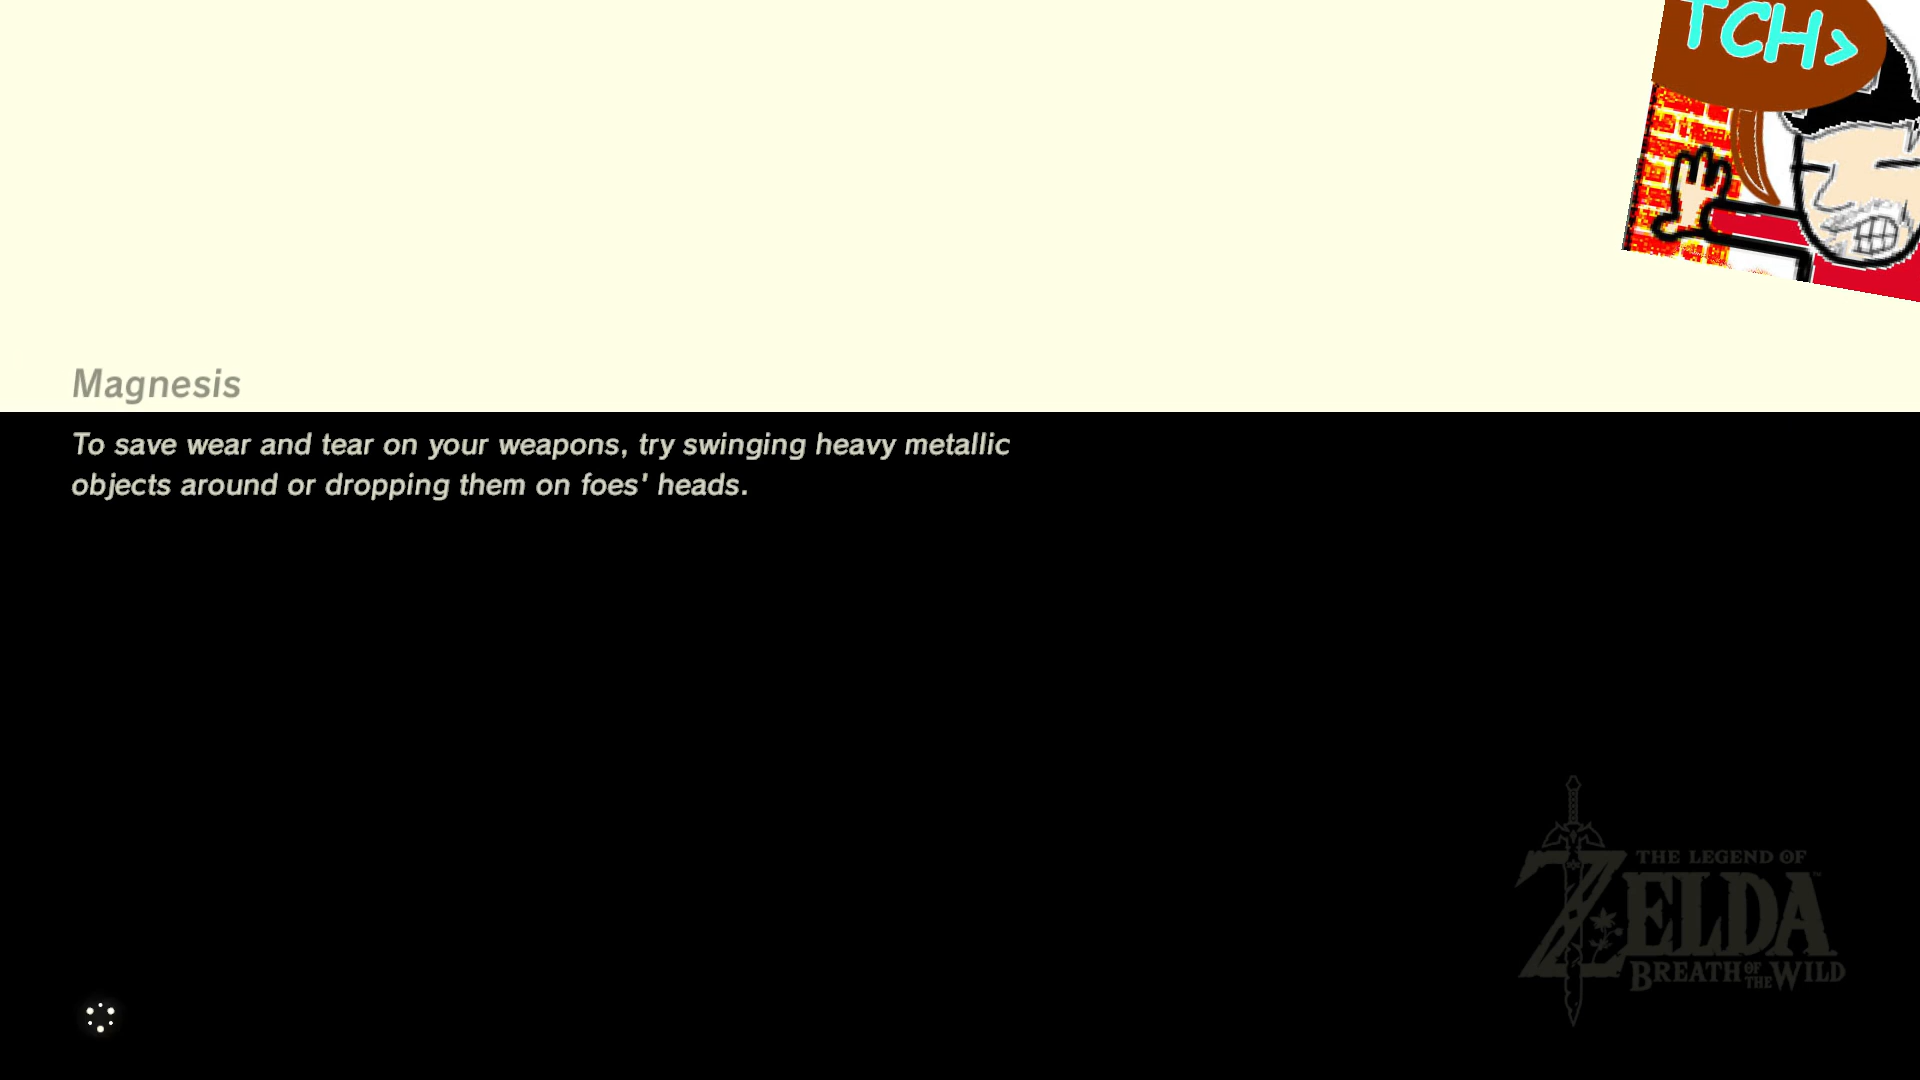 TCH>
Magnesis
To save wear and tear on your weapons, try swinging heavy metallic
objects around or dropping them on foes' heads.
THE LEGEND OF
ZELDA
BREATH OF THE WILD